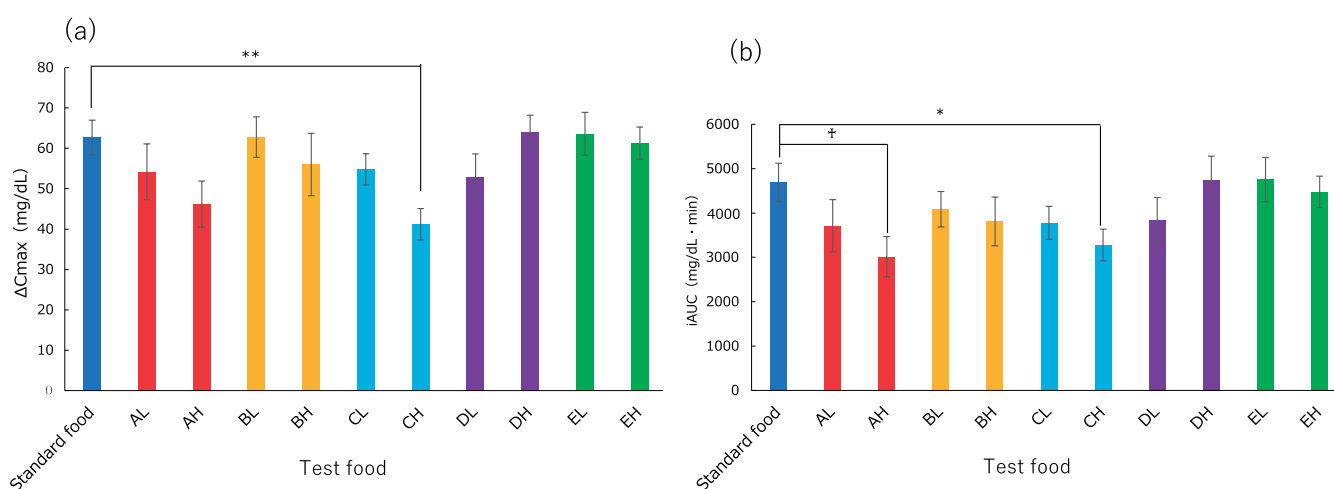 (a)
**
80
70
60
50
40
30
20
10
0
ΔCmax (mg/dL)
Standard food
AL
AH
BL
BH
CL
CH
DL
DH
EL
EH
Test food
(b)
*
†
6000
5000
4000
3000
2000
1000
0
iAUC (mg/dL・min)
Standard food
AL
AH
BL
BH
CL
CH
DL
DH
EL
EH
Test food